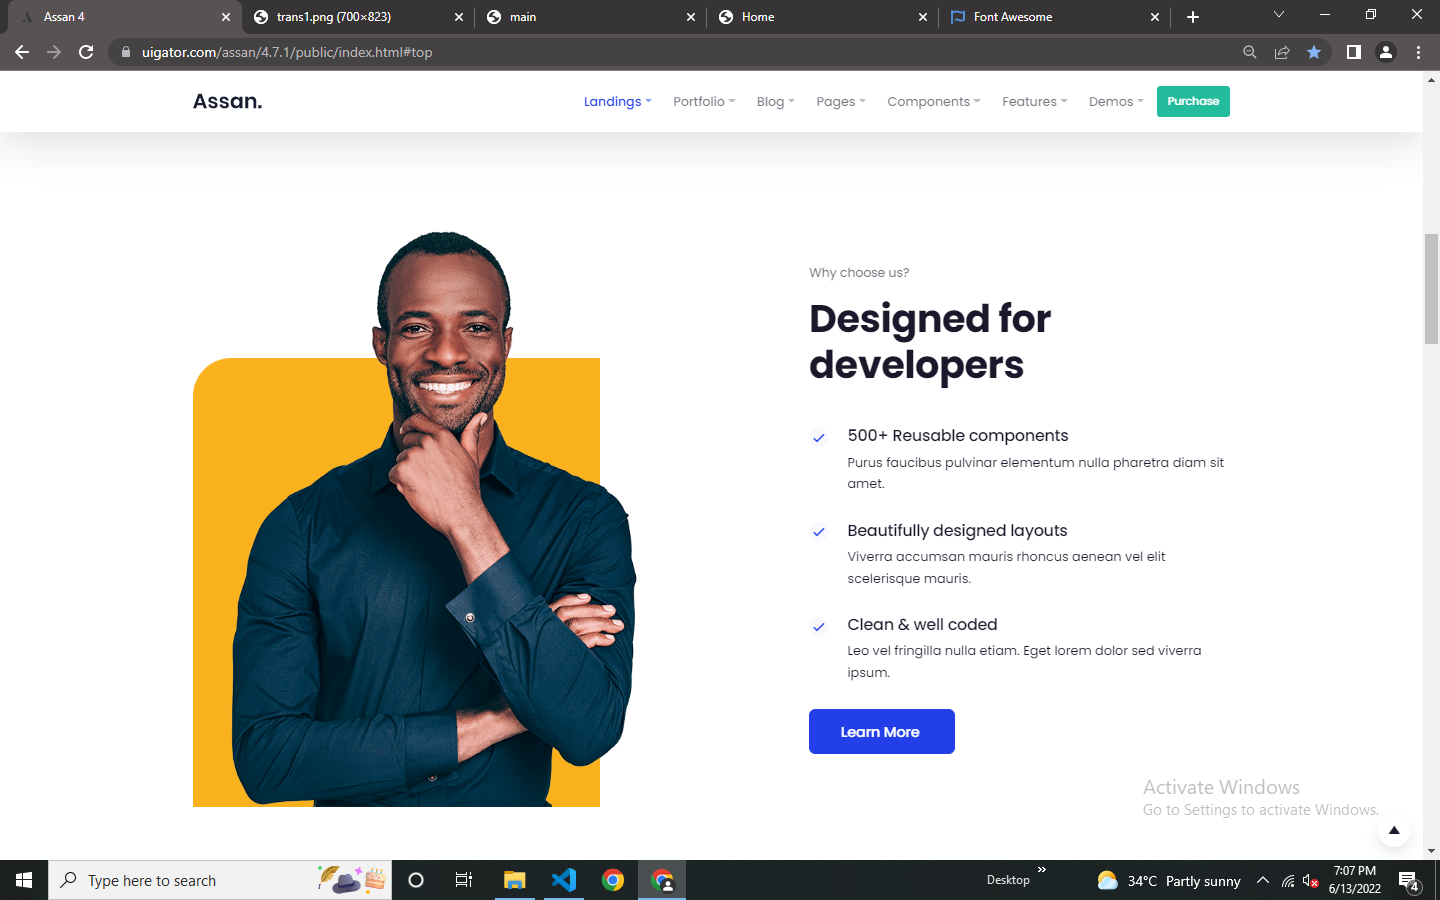 Assan 4
trans1.png (700×823)
main
Home
Font Awesome
uigator.com/assan/4.7.1/public/index.html#top
Assan.
Landings
Portfolio
Blog
Pages
Components
Features
Demos
Purchase
Why choose us?
Designed for
developers
500+ Reusable components
Purus faucibus pulvinar elementum nulla pharetra diam sit
amet.
Beautifully designed layouts
Viverra accumsan mauris rhoncus aenean vel elit
scelerisque mauris.
Clean & well coded
Leo vel fringilla nulla etiam. Eget lorem dolor sed viverra
ipsum.
Learn More
Activate Windows
Go to Settings to activate Windows.
Type here to search
Desktop
34°C Partly sunny
7:07 PM
6/13/2022
4